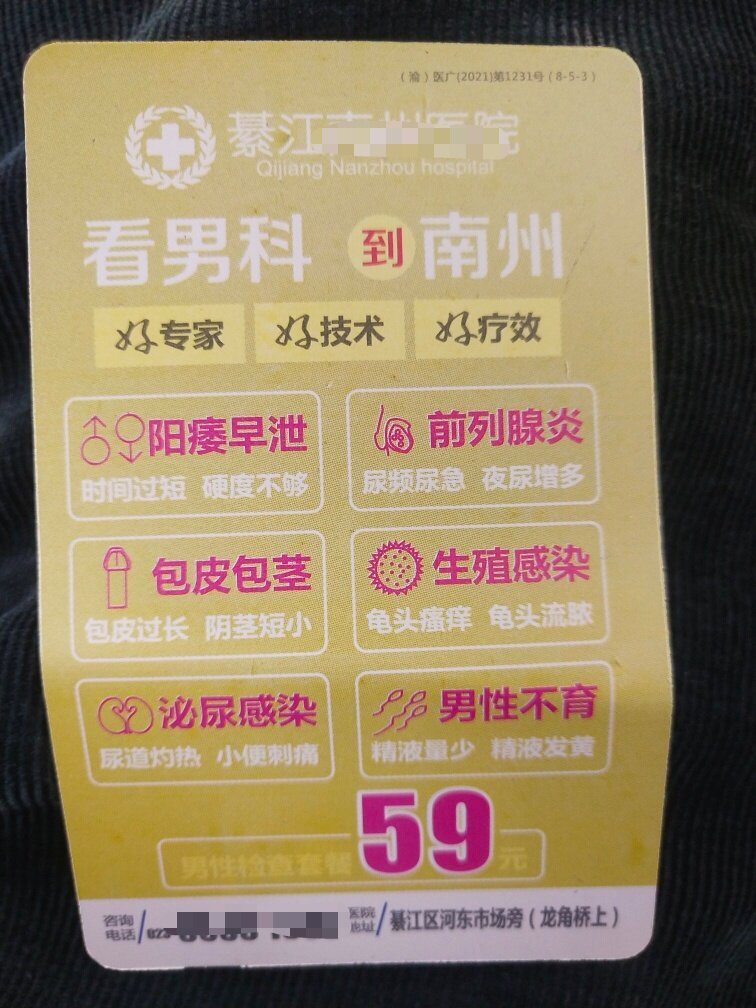 （渝）医广(2021)第1231号（8-5-3）
綦江
Qijiang Nanzhou hospital
看男科 到 南州
好专家 好技术 好疗效
阳痿早泄
时间过短 硬度不够
前列腺炎
尿频尿急 夜尿增多
包皮包茎
包皮过长 阴茎短小
生殖感染
龟头瘙痒 龟头流脓
泌尿感染
尿道灼热 小便刺痛
男性不育
精液量少 精液发黄
男性检查套餐59元
咨询电话/023-
医院地址/綦江区河东市场旁（龙角桥上）